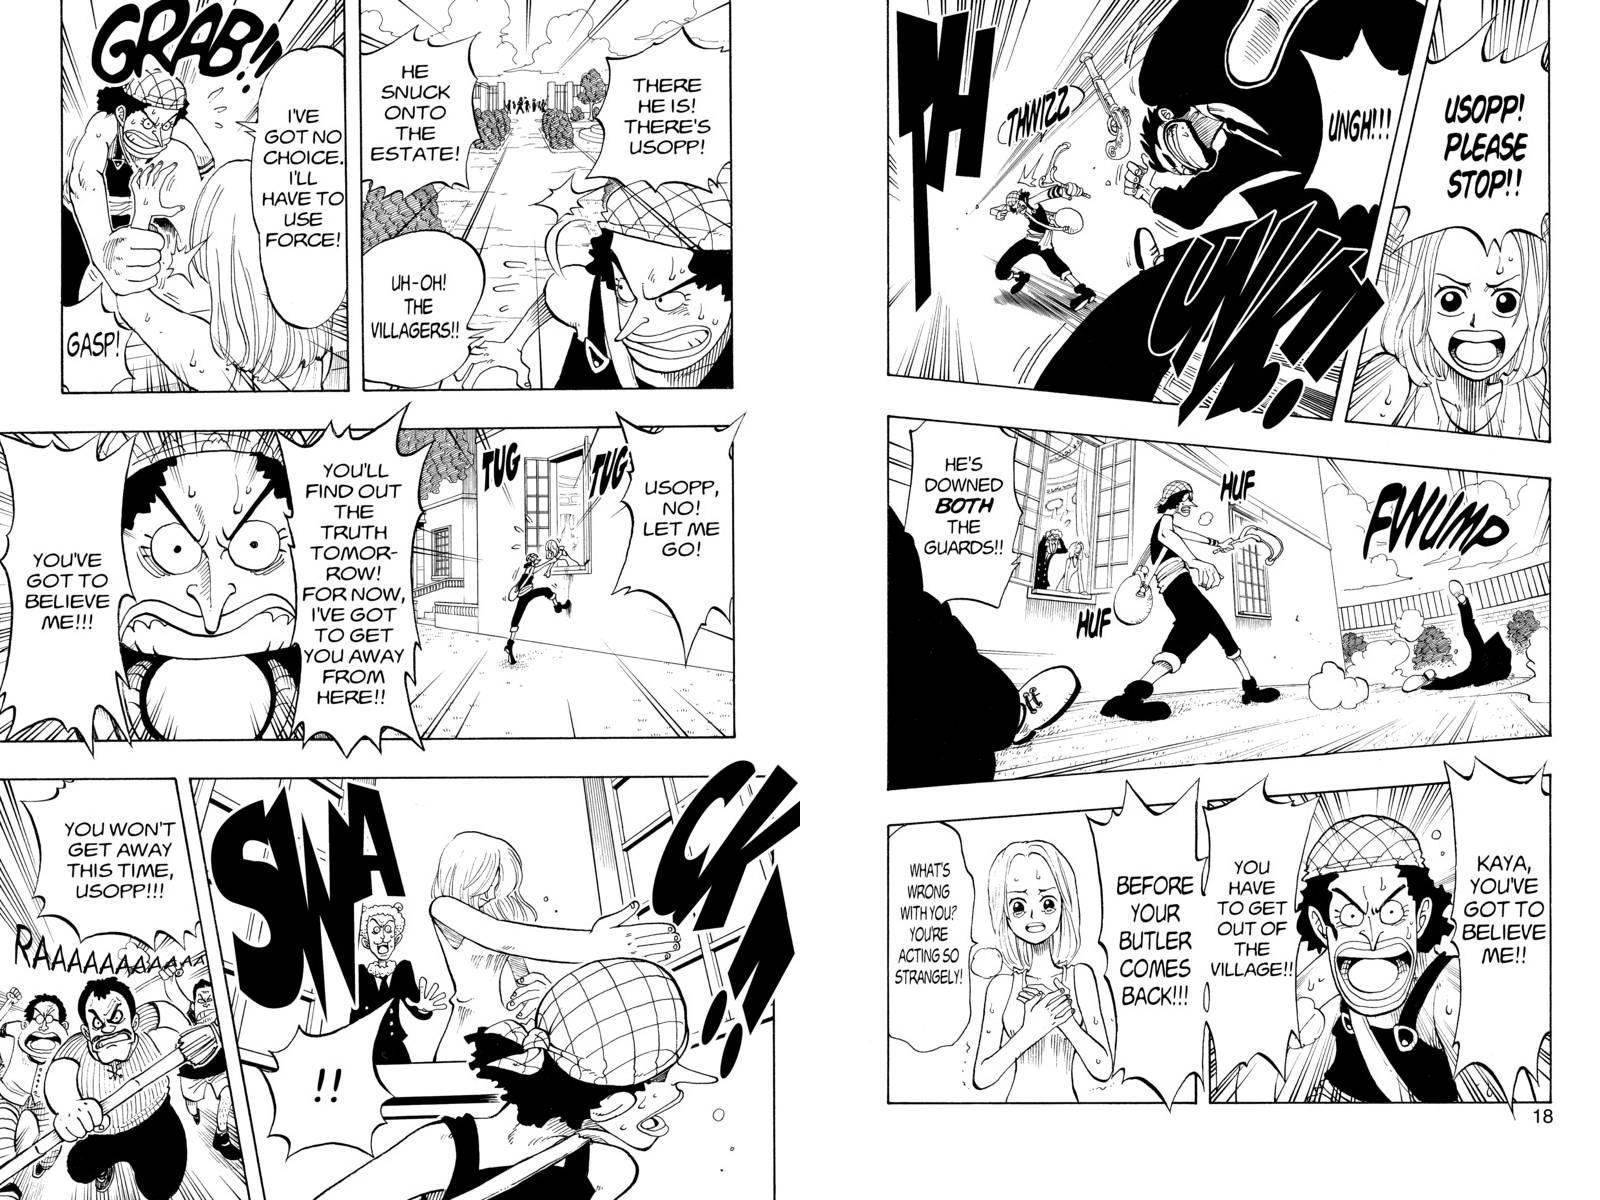 USOPP!
PLEASE
STOP!!
UNGH!!!
THWIZZ
FWUMP
HUF
HUF
HE'S
DOWNED
BOTH
THE
GUARDS!!
KAYA,
YOU'VE
GOT TO
BELIEVE
ME!!
YOU
HAVE
TO GET
OUT OF
THE
VILLAGE!!
BEFORE
YOUR
BUTLER
COMES
BACK!!!
WHAT'S
WRONG
WITH YOU?
YOU'RE
ACTING SO
STRANGELY!
18
THERE
HE IS!
THERE'S
USOPP!
HE
SNUCK
ONTO
THE
ESTATE!
UH-OH!
THE
VILLAGERS!!
GRAB!!
I'VE
GOT NO
CHOICE.
I'LL
HAVE TO
USE
FORCE!
GASP!
USOPP,
NO!
LET ME
GO!
TUG
TUG
YOU'LL
FIND OUT
THE
TRUTH
TOMOR-
ROW!
FOR NOW,
I'VE GOT
TO GET
YOU AWAY
FROM
HERE!!
YOU'VE
GOT TO
BELIEVE
ME!!!
SWACK!!
!!
YOU WON'T
GET AWAY
THIS TIME,
USOPP!!!
RAAAAAAAAAAA